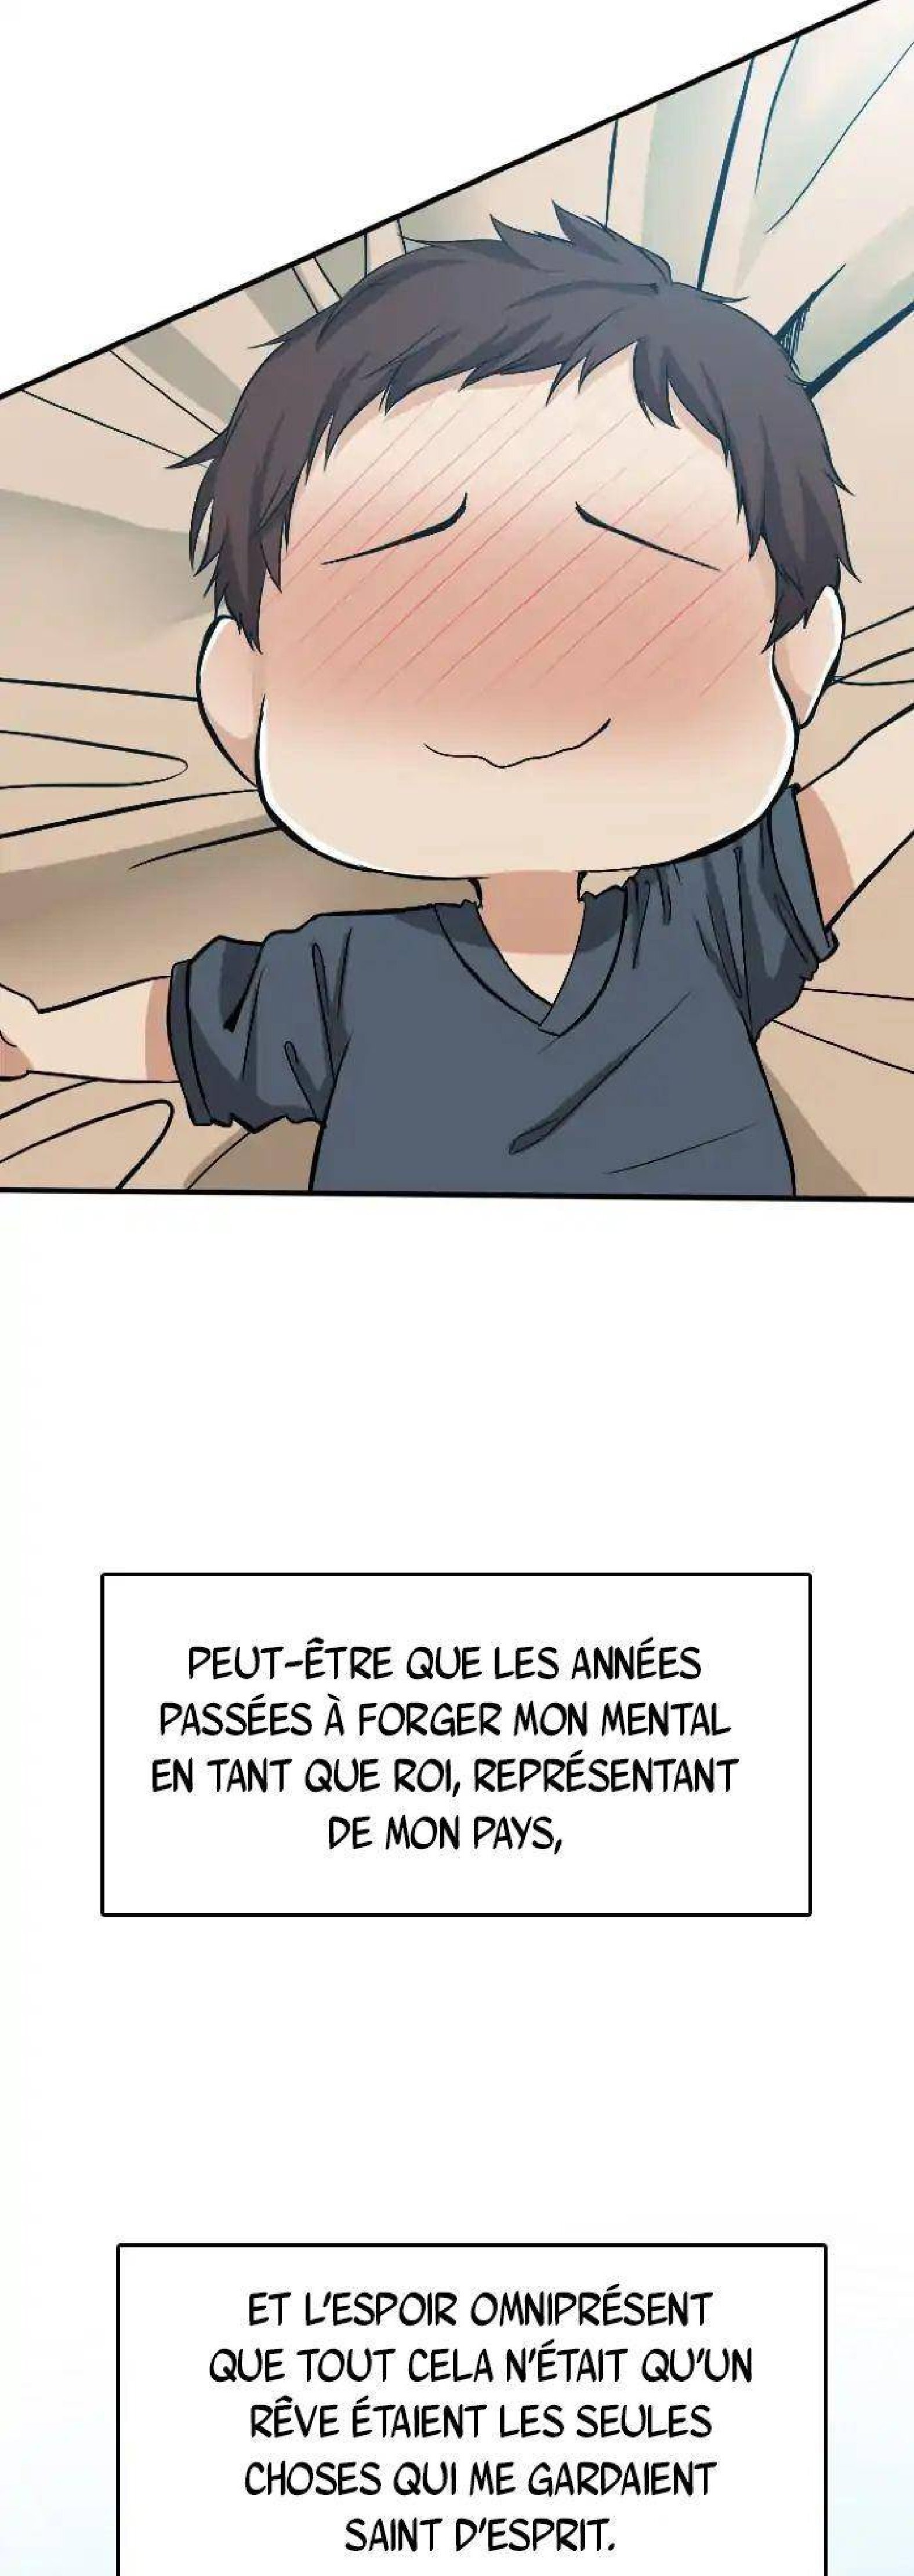 PEUT-ÊTRE QUE LES ANNÉES
PASSÉES À FORGER MON MENTAL
EN TANT QUE ROI, REPRÉSENTANT
DE MON PAYS,
ET L'ESPOIR OMNIPRÉSENT
QUE TOUT CELA N'ÉTAIT QU'UN
RÊVE ÉTAIENT LES SEULES
CHOSES QUI ME GARDAIENT
SAINT D'ESPRIT.